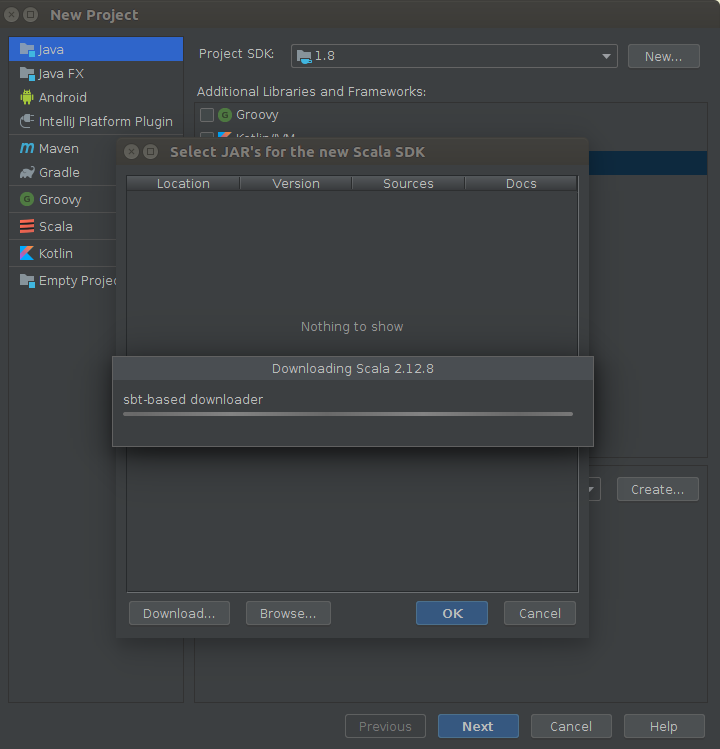 New Project
Java
Java FX
Android
IntelliJ Platform Plugin
Maven
Gradle
Groovy
Scala
Kotlin
Empty Projec
Project SDK:
1.8
New...
Additional Libraries and Frameworks:
Groovy
Kotlin/JVM
Select JAR's for the new Scala SDK
Location Version Sources Docs
Nothing to show
Downloading Scala 2.12.8
sbt-based downloader
Create...
Download... Browse... OK Cancel
Previous Next Cancel Help